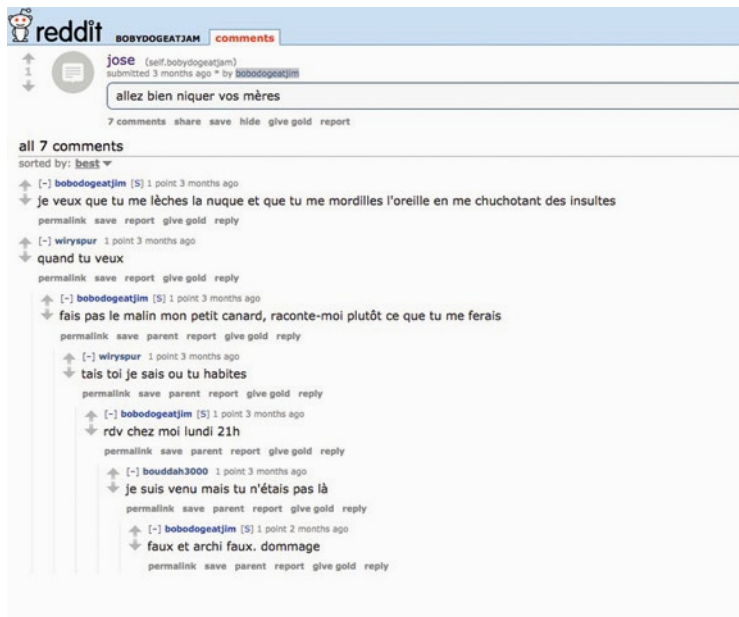 reddit BOBYDOGEATJAM comments
jose (self.bobydogeatjam)
1
submitted 3 months ago * by bobodogeatjim
allez bien niquer vos mères
7 comments share save hide give gold report
all 7 comments
sorted by: best
[-] bobodogeatjim [S] 1 point 3 months ago
je veux que tu me lèches la nuque et que tu me mordilles l'oreille en me chuchotant des insultes
permalink save report give gold reply
[-] wiryspur 1 point 3 months ago
quand tu veux
permalink save report give gold reply
[-] bobodogeatjim [S] 1 point 3 months ago
fais pas le malin mon petit canard, raconte-moi plutôt ce que tu me ferais
permalink save parent report give gold reply
[-] wiryspur 1 point 3 months ago
tais toi je sais ou tu habites
permalink save parent report give gold reply
[-] bobodogeatjim [S] 1 point 3 months ago
rdv chez moi lundi 21h
permalink save parent report give gold reply
[-] bouddah3000 1 point 3 months ago
je suis venu mais tu n'étais pas là
permalink save parent report give gold reply
[-] bobodogeatjim [S] 1 point 2 months ago
faux et archi faux. dommage
permalink save parent report give gold reply